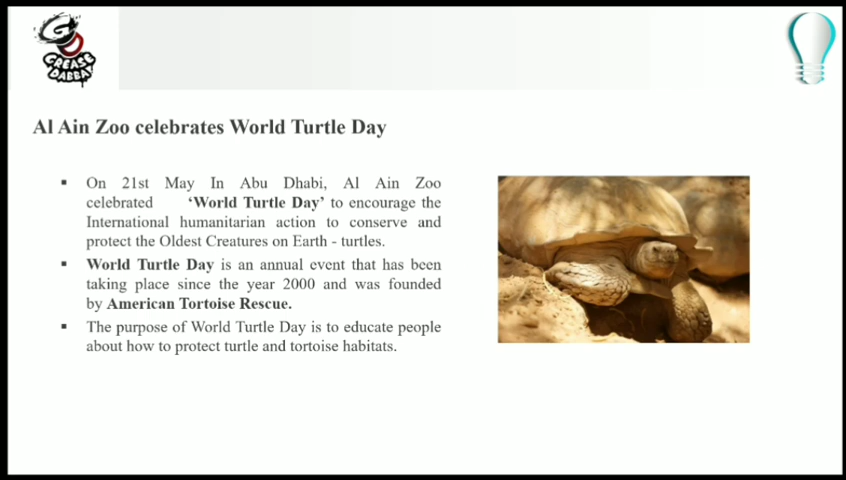 GREASE
DABBAY
Al Ain Zoo celebrates World Turtle Day
▪ On 21st May In Abu Dhabi, Al Ain Zoo
celebrated ‘World Turtle Day’ to encourage the
International humanitarian action to conserve and
protect the Oldest Creatures on Earth - turtles.
▪ World Turtle Day is an annual event that has been
taking place since the year 2000 and was founded
by American Tortoise Rescue.
▪ The purpose of World Turtle Day is to educate people
about how to protect turtle and tortoise habitats.